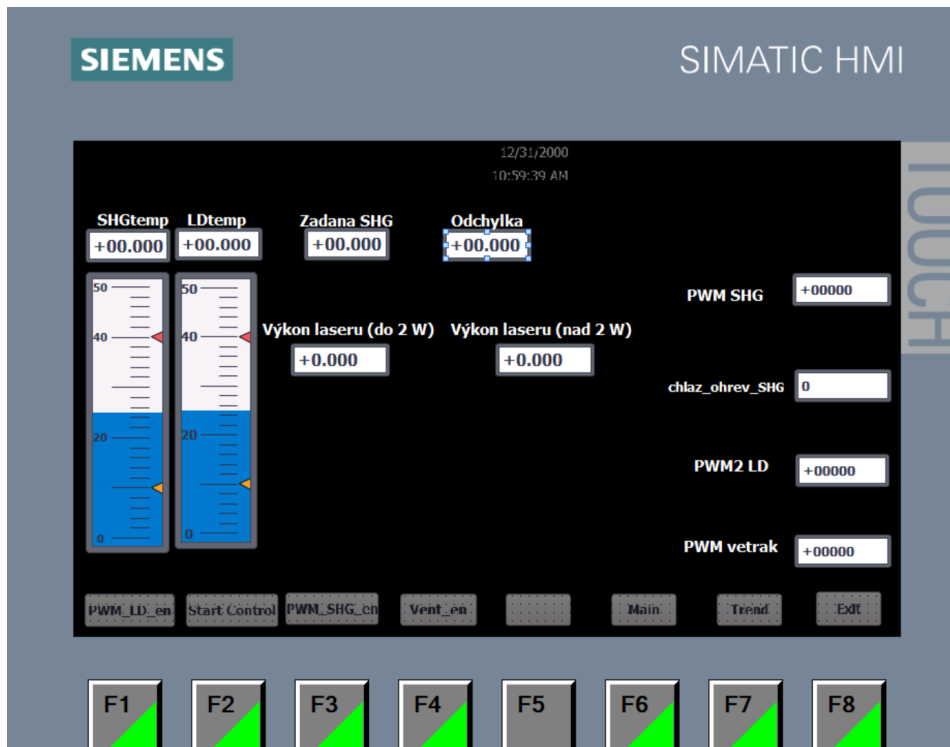 SIEMENS
SIMATIC HMI
TOUCH
12/31/2000
10:59:39 AM
SHGtemp LDtemp Zadana SHG Odchylka
+00.000 +00.000 +00.000 +00.000
50 50
40 40
20 20
0 0
Výkon laseru (do 2 W) Výkon laseru (nad 2 W)
+0.000 +0.000
PWM SHG +00000
chlaz_ohrev_SHG 0
PWM2 LD +00000
PWM vetrak +00000
PWM_LD_en Start Control PWM_SHG_en Vent_en Main Trend Exit
F1 F2 F3 F4 F5 F6 F7 F8